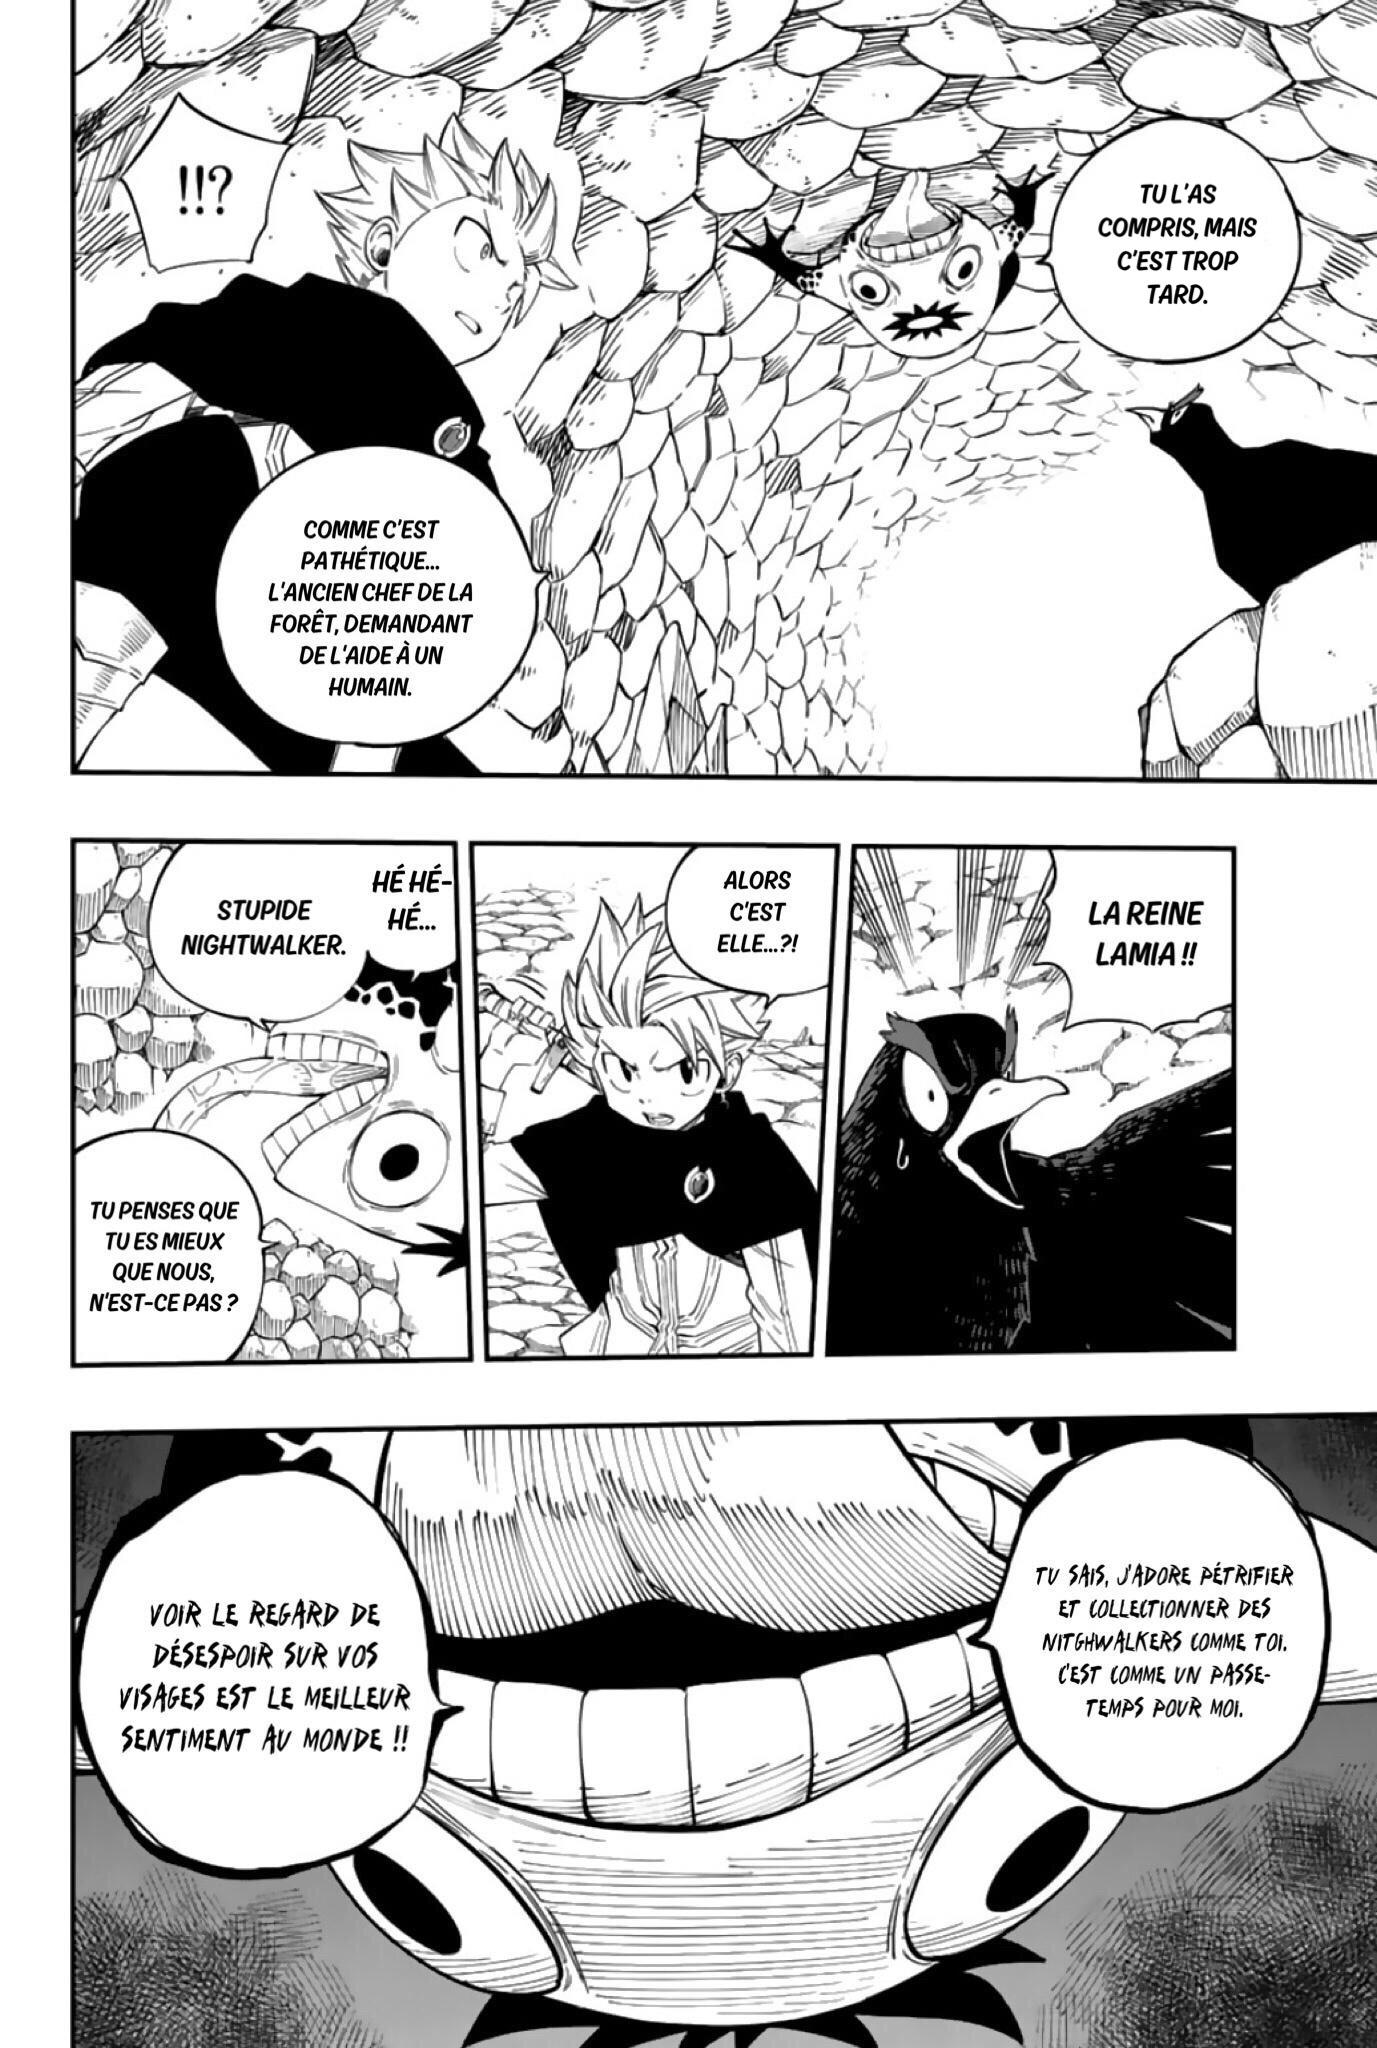 TU L'AS
COMPRIS, MAIS
C'EST TROP
TARD.
!!?
COMME C'EST
PATHÉTIQUE...
L'ANCIEN CHEF DE LA
FORÊT, DEMANDANT
DE L'AIDE À UN
HUMAIN.
LA REINE
LAMIA !!
ALORS
C'EST
ELLE...?!
HÉ HÉ-
HÉ...
STUPIDE
NIGHTWALKER.
TU PENSES QUE
TU ES MIEUX
QUE NOUS,
N'EST-CE PAS ?
TU SAIS, J'ADORE PÉTRIFIER
ET COLLECTIONNER DES
NITGHWALKERS COMME TOI.
C'EST COMME UN PASSE-
TEMPS POUR MOI.
VOIR LE REGARD DE
DÉSESPOIR SUR VOS
VISAGES EST LE MEILLEUR
SENTIMENT AU MONDE !!